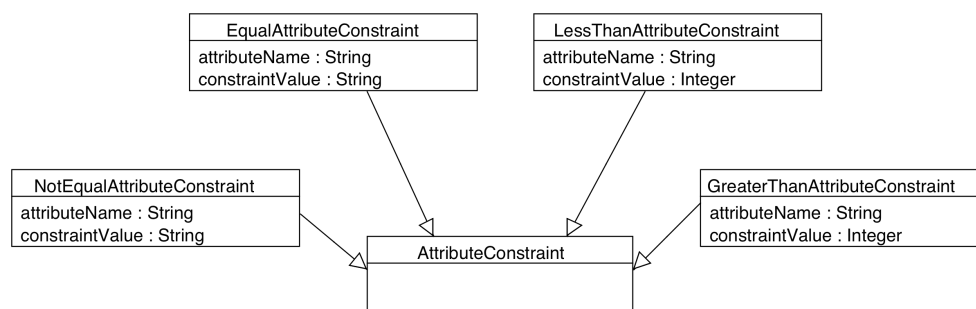 EqualAttributeConstraint
attributeName : String
constraintValue : String
LessThanAttributeConstraint
attributeName : String
constraintValue : Integer
NotEqualAttributeConstraint
attributeName : String
constraintValue : String
GreaterThanAttributeConstraint
attributeName : String
constraintValue : Integer
AttributeConstraint